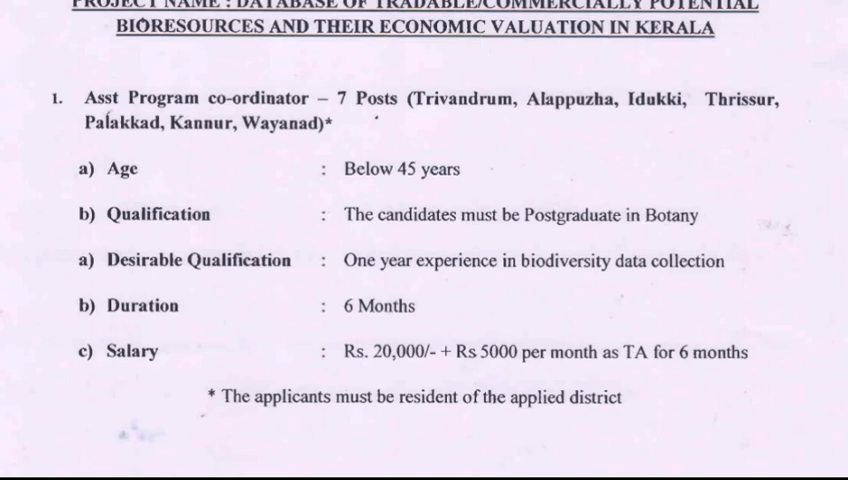 PROJECT NAME : DATABASE OF TRADABLE/COMMERCIALLY POTENTIAL
BIORESOURCES AND THEIR ECONOMIC VALUATION IN KERALA
1. Asst Program co-ordinator – 7 Posts (Trivandrum, Alappuzha, Idukki, Thrissur,
Palakkad, Kannur, Wayanad)*
a) Age : Below 45 years
b) Qualification : The candidates must be Postgraduate in Botany
a) Desirable Qualification : One year experience in biodiversity data collection
b) Duration : 6 Months
c) Salary : Rs. 20,000/- + Rs 5000 per month as TA for 6 months
* The applicants must be resident of the applied district